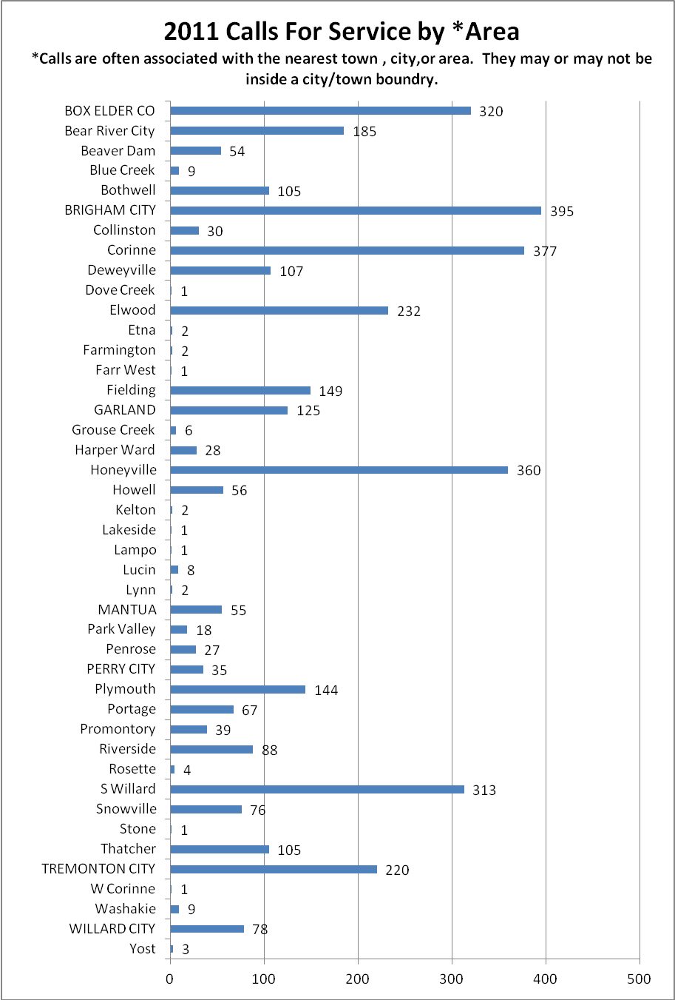 2011 Calls For Service by *Area
*Calls are often associated with the nearest town , city,or area.  They may or may not be
inside a city/town boundry.
BOX ELDER CO 320
Bear River City 185
Beaver Dam 54
Blue Creek 9
Bothwell 105
BRIGHAM CITY 395
Collinston 30
Corinne 377
Deweyville 107
Dove Creek 1
Elwood 232
Etna 2
Farmington 2
Farr West 1
Fielding 149
GARLAND 125
Grouse Creek 6
Harper Ward 28
Honeyville 360
Howell 56
Kelton 2
Lakeside 1
Lampo 1
Lucin 8
Lynn 2
MANTUA 55
Park Valley 18
Penrose 27
PERRY CITY 35
Plymouth 144
Portage 67
Promontory 39
Riverside 88
Rosette 4
S Willard 313
Snowville 76
Stone 1
Thatcher 105
TREMONTON CITY 220
W Corinne 1
Washakie 9
WILLARD CITY 78
Yost 3
0 100 200 300 400 500